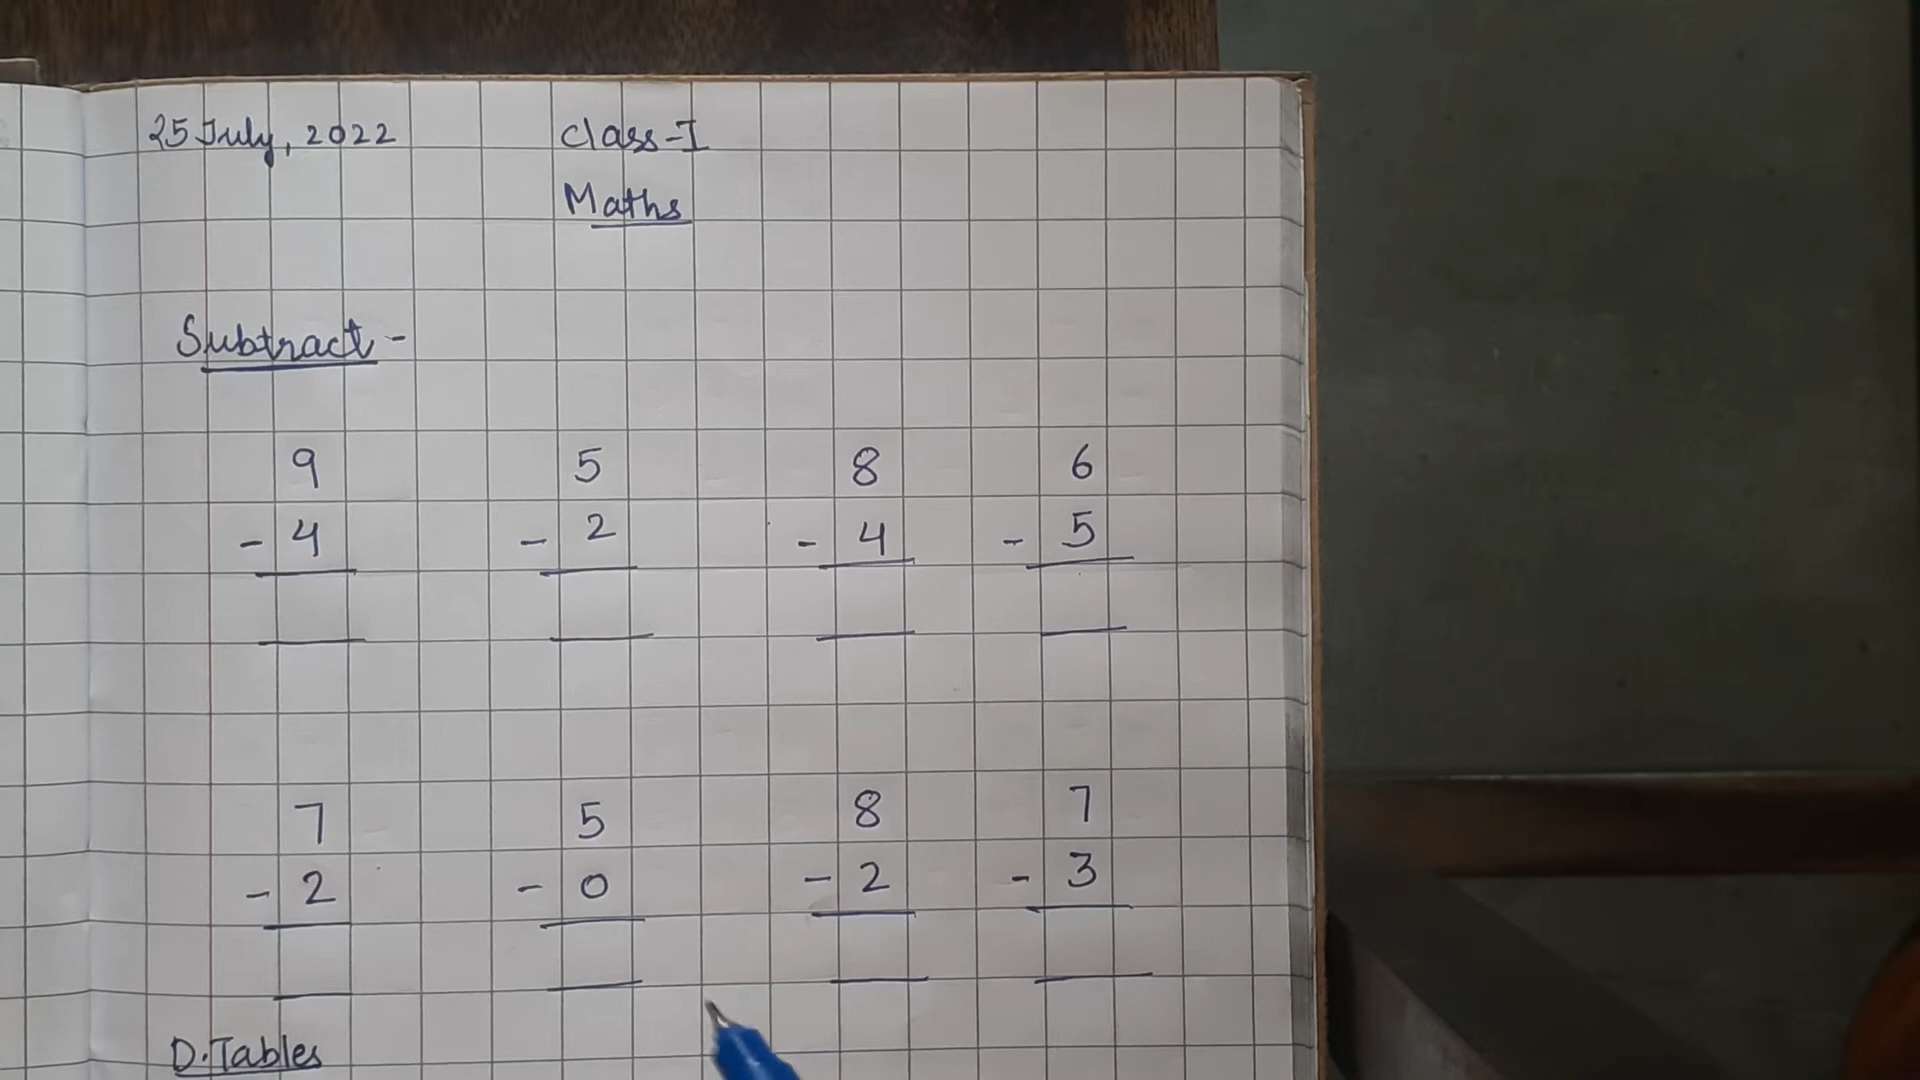 25 July, 2022 Class-I
Maths
Subtract-
9 5 8 6
- 4 - 2 - 4 - 5
7 5 8 7
- 2 - 0 - 2 - 3
D.Tables